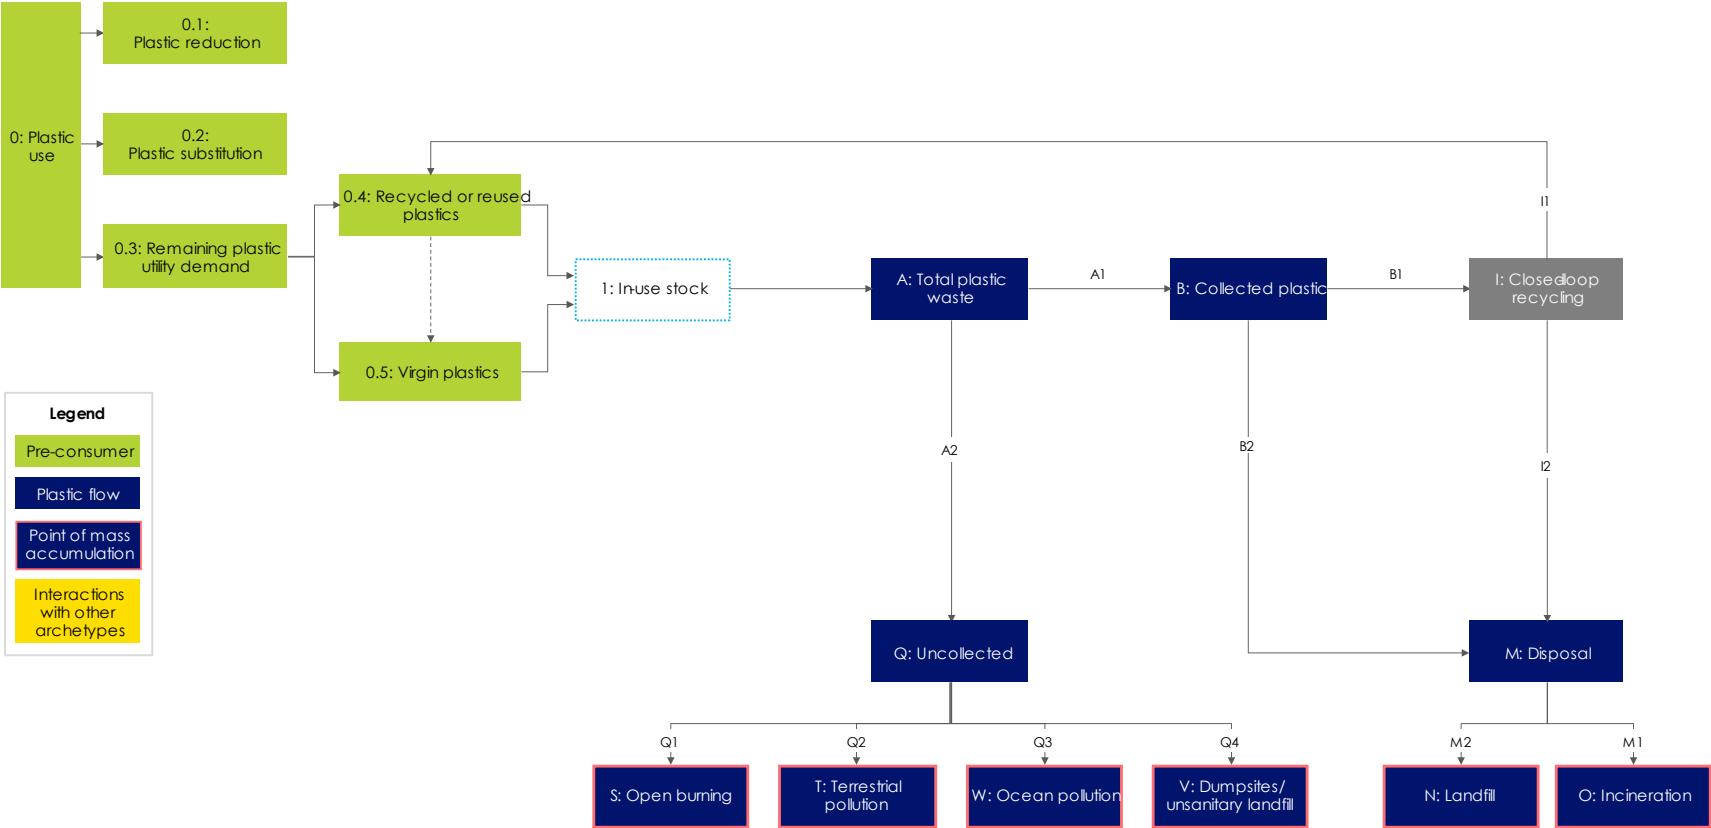 0: Plastic
use
0.1:
Plastic reduction
0.2:
Plastic substitution
0.3: Remaining plastic
utility demand
0.4: Recycled or reused
plastics
0.5: Virgin plastics
1: In-use stock
A: Total plastic
waste
A1
B: Collected plastic
B1
I: Closedloop
recycling
I1
A2
B2
I2
Q: Uncollected
M: Disposal
Q1
Q2
Q3
Q4
M2
M1
S: Open burning
T: Terrestrial
pollution
W: Ocean pollution
V: Dumpsites/
unsanitary landfill
N: Landfill
O: Incineration
Legend
Pre-consumer
Plastic flow
Point of mass
accumulation
Interactions
with other
archetypes